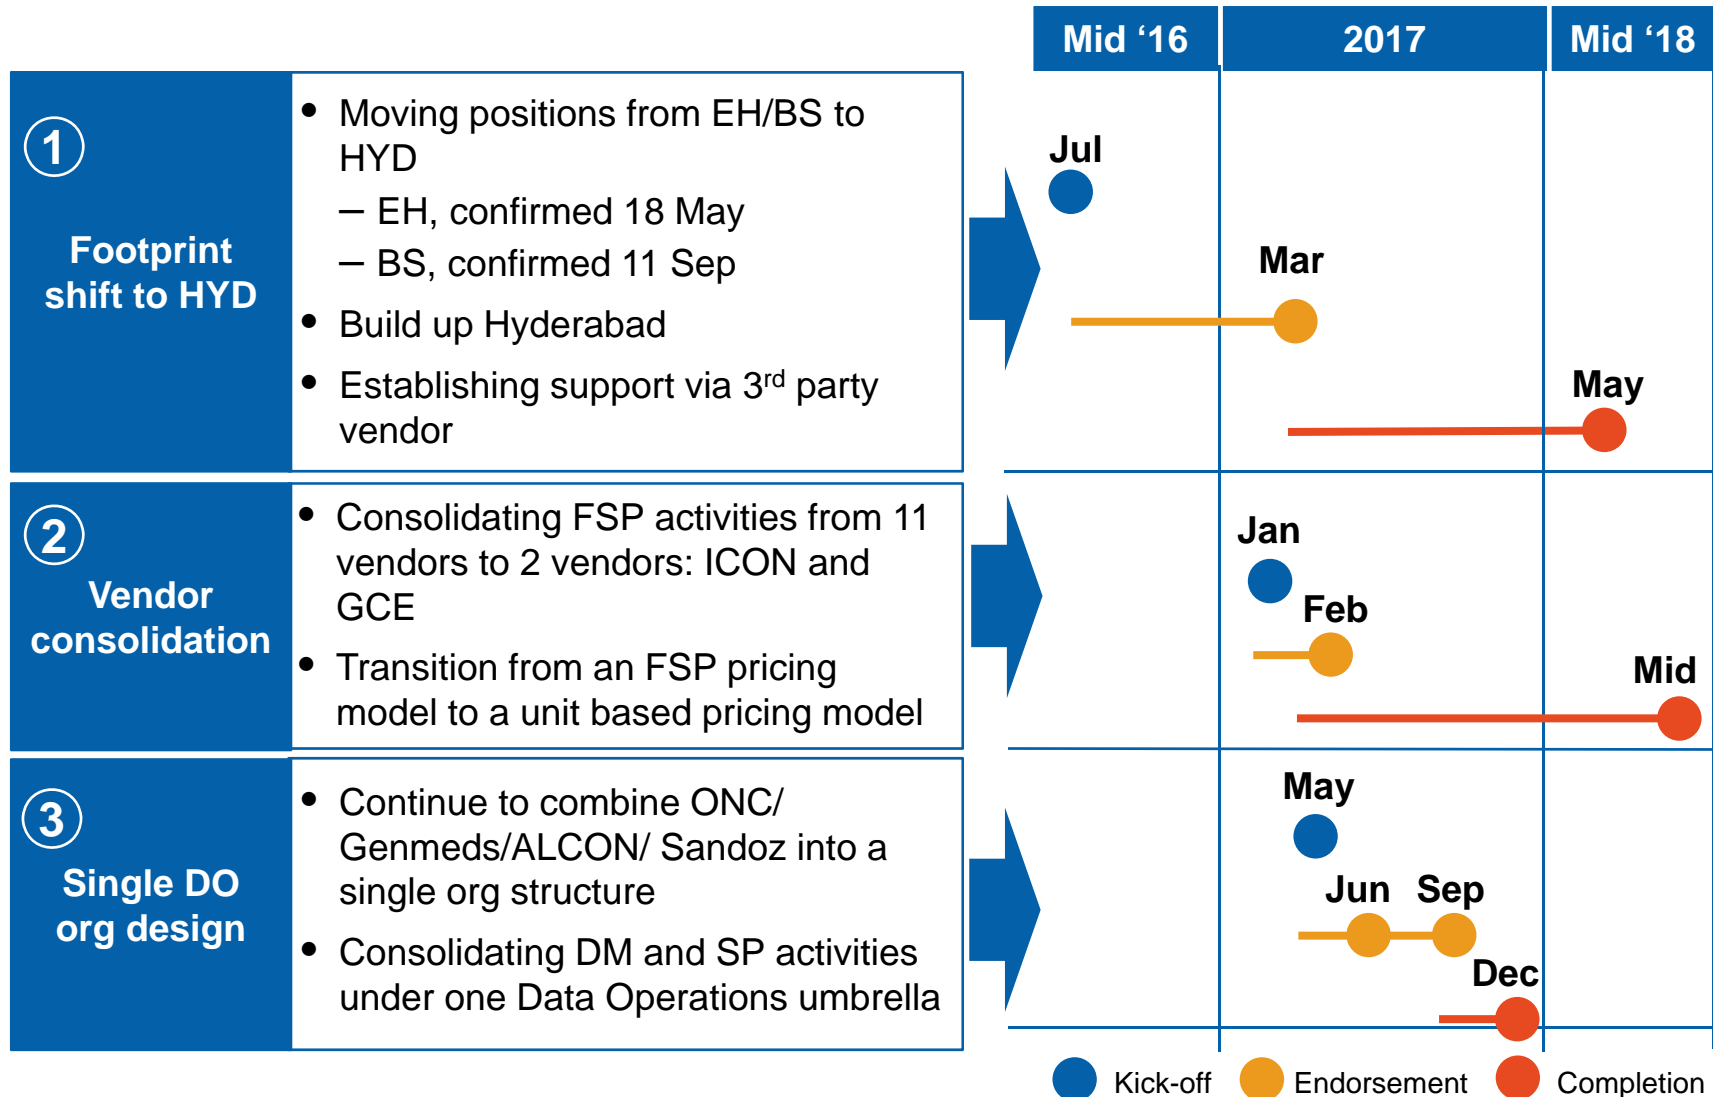 Mid ‘16
2017
Mid ‘18
1
Footprint
shift to HYD
• Moving positions from EH/BS to
HYD
– EH, confirmed 18 May
– BS, confirmed 11 Sep
• Build up Hyderabad
• Establishing support via 3rd party
vendor
Jul
Mar
May
2
Vendor
consolidation
• Consolidating FSP activities from 11
vendors to 2 vendors: ICON and
GCE
• Transition from an FSP pricing
model to a unit based pricing model
Jan
Feb
Mid
3
Single DO
org design
• Continue to combine ONC/
Genmeds/ALCON/ Sandoz into a
single org structure
• Consolidating DM and SP activities
under one Data Operations umbrella
May
Jun
Sep
Dec
Kick-off
Endorsement
Completion